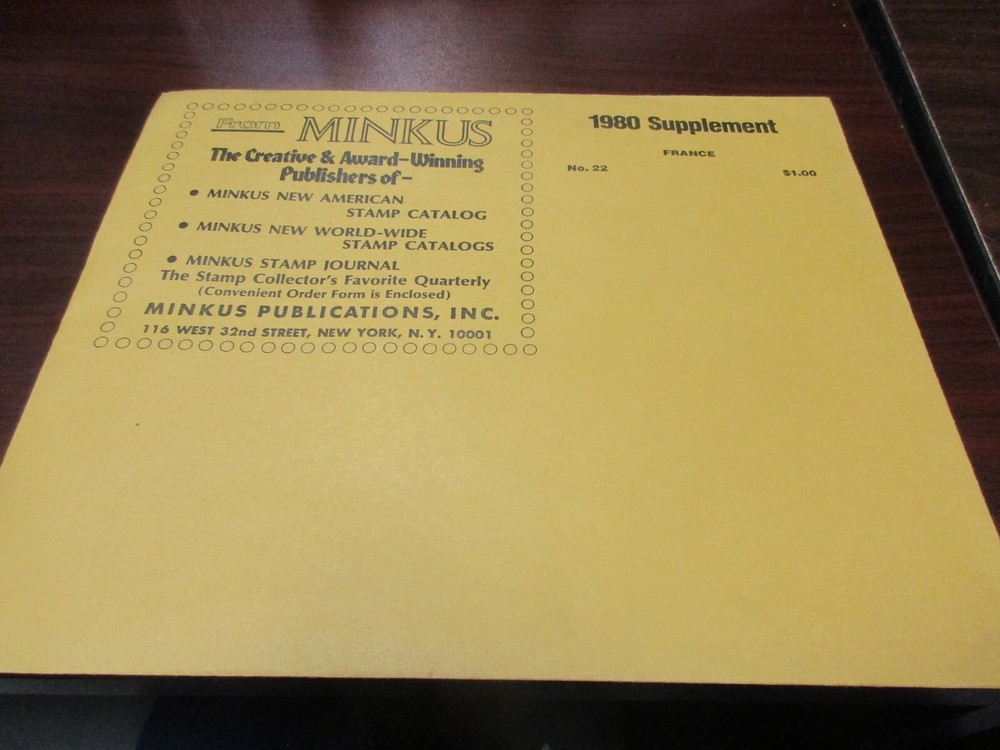 From MINKUS
The Creative & Award-Winning
Publishers of-
• MINKUS NEW AMERICAN
STAMP CATALOG
• MINKUS NEW WORLD-WIDE
STAMP CATALOGS
• MINKUS STAMP JOURNAL
The Stamp Collector's Favorite Quarterly
(Convenient Order Form is Enclosed)
MINKUS PUBLICATIONS, INC.
116 WEST 32nd STREET, NEW YORK, N.Y. 10001
1980 Supplement
FRANCE
No. 22 $1.00